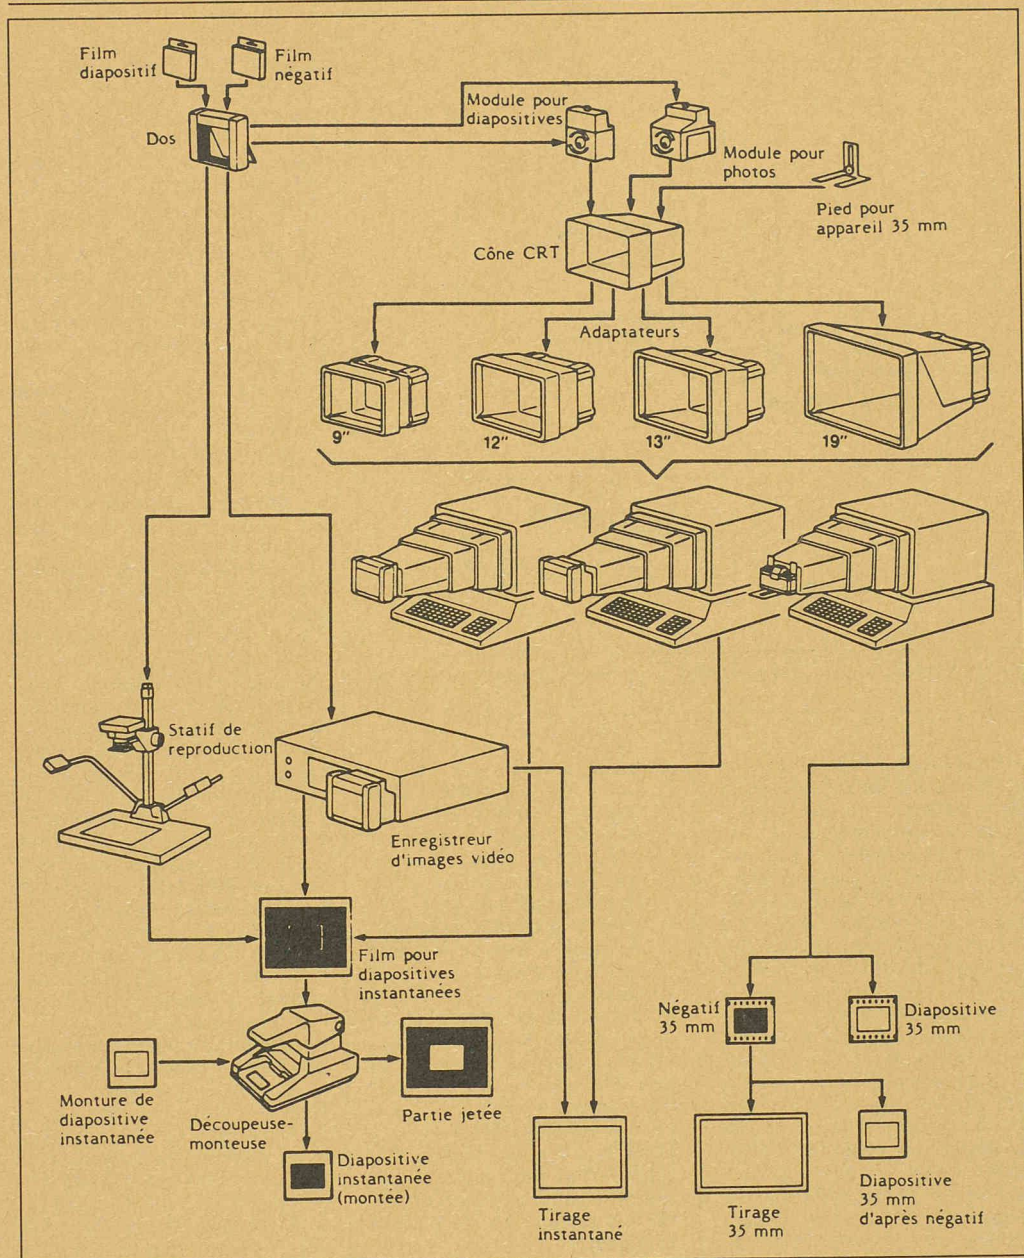 Film
diapositif
Film
négatif
Dos
Module pour
diapositives
Module pour
photos
Pied pour
appareil 35 mm
Cône CRT
Adaptateurs
9"
12"
13"
19"
Statif de
reproduction
Enregistreur
d'images vidéo
Film pour
diapositives
instantanées
Négatif
35 mm
Diapositive
35 mm
Monture de
diapositive
instantanée
Découpeuse-
monteuse
Partie jetée
Diapositive
instantanée
(montée)
Tirage
instantané
Tirage
35 mm
Diapositive
35 mm
d'après négatif